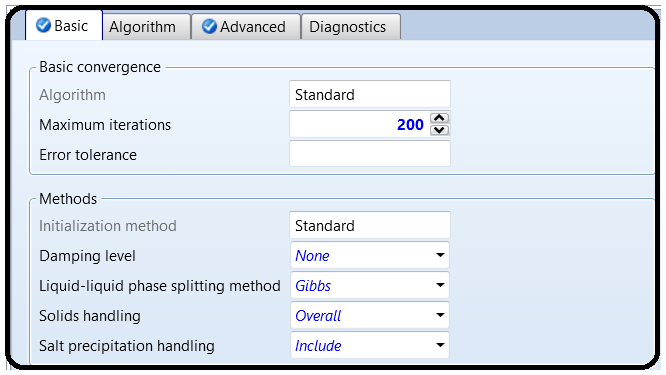 Basic Algorithm Advanced Diagnostics
Basic convergence
Algorithm Standard
Maximum iterations 200
Error tolerance
Methods
Initialization method Standard
Damping level None
Liquid-liquid phase splitting method Gibbs
Solids handling Overall
Salt precipitation handling Include